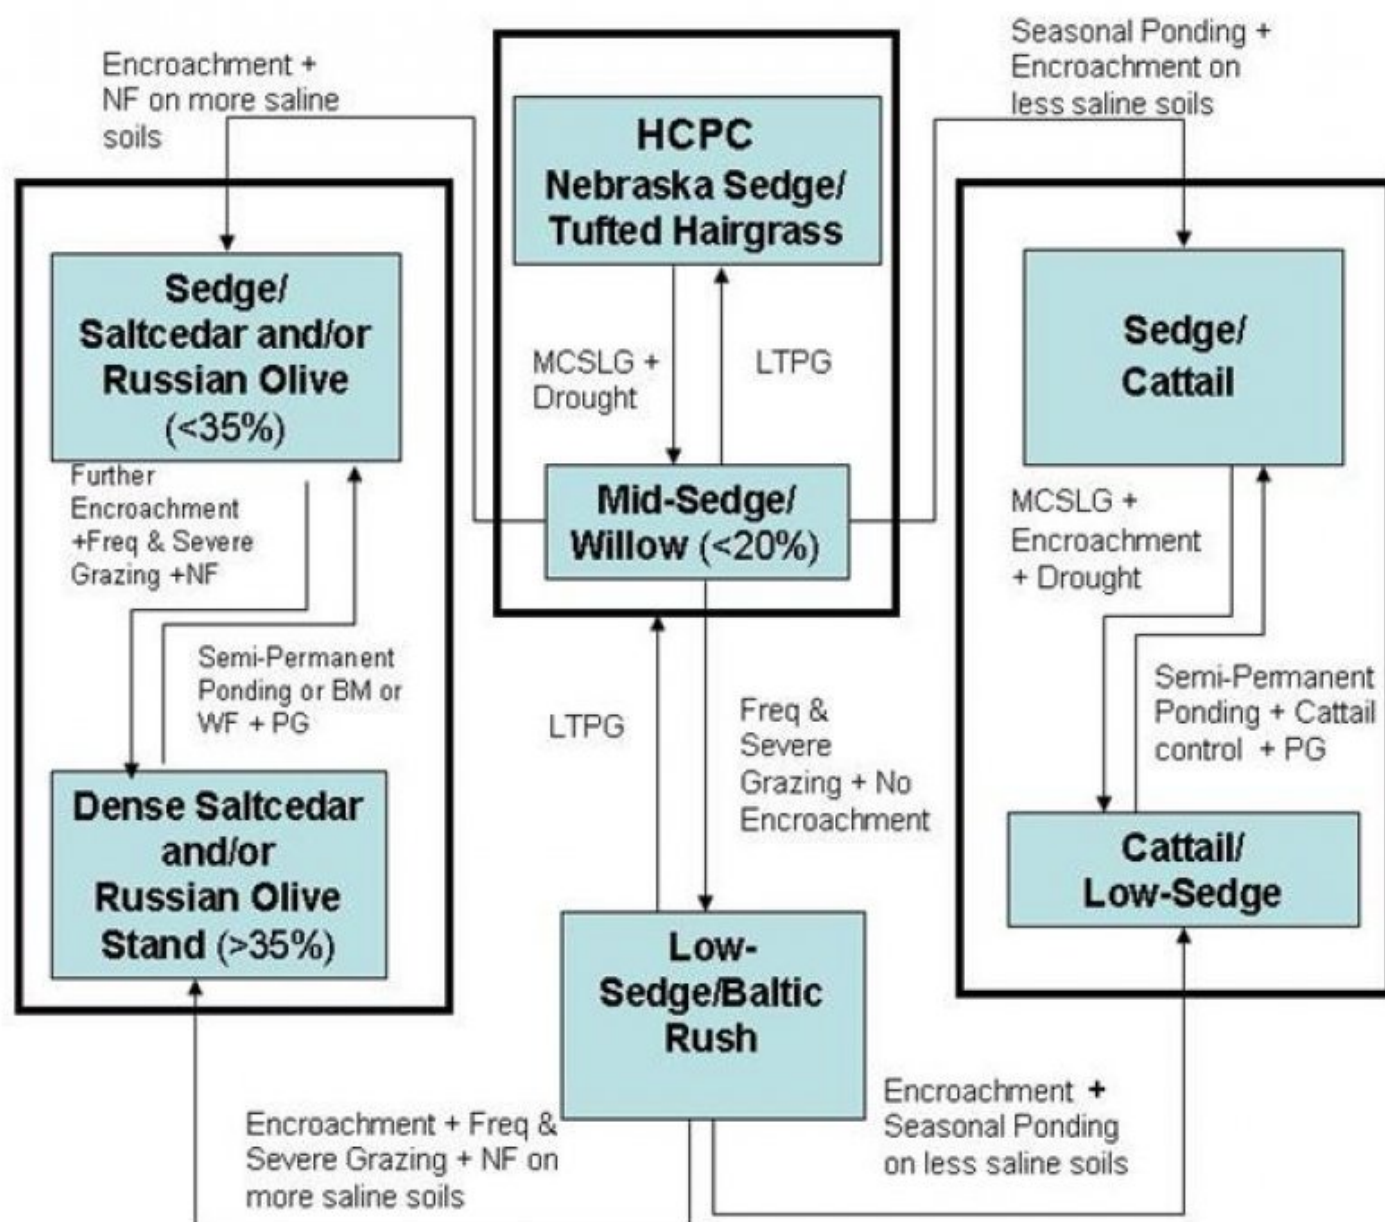 Encroachment +
NF on more saline
soils
Seasonal Ponding +
Encroachment on
less saline soils
HCPC
Nebraska Sedge/
Tufted Hairgrass
Sedge/
Saltcedar and/or
Russian Olive
(<35%)
MCSLG +
Drought
LTPG
Sedge/
Cattail
Further
Encroachment
+Freq & Severe
Grazing +NF
Mid-Sedge/
Willow (<20%)
MCSLG +
Encroachment
+ Drought
Semi-Permanent
Ponding or BM or
WF + PG
LTPG
Freq &
Severe
Grazing + No
Encroachment
Semi-Permanent
Ponding + Cattail
control + PG
Dense Saltcedar
and/or
Russian Olive
Stand (>35%)
Cattail/
Low-Sedge
Low-
Sedge/Baltic
Rush
Encroachment + Freq &
Severe Grazing + NF on
more saline soils
Encroachment +
Seasonal Ponding
on less saline soils